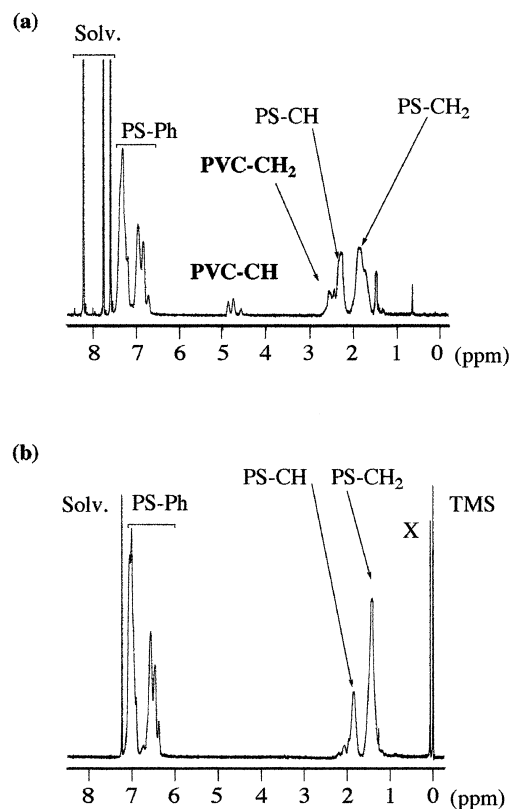 (a)
Solv.
PS-Ph
PS-CH
PS-CH₂
PVC-CH₂
PVC-CH
8 7 6 5 4 3 2 1 0 (ppm)
(b)
Solv.
PS-Ph
PS-CH
PS-CH₂
X
TMS
8 7 6 5 4 3 2 1 0 (ppm)